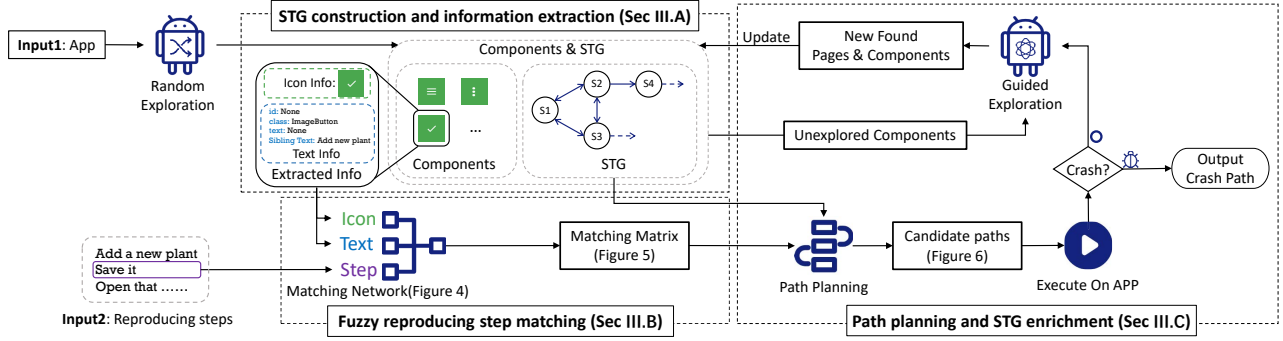 STG construction and information extraction (Sec III.A)
Input1: App
Random
Exploration
Components & STG
Icon Info:
id: None
class: ImageButton
text: None
Sibling Text: Add new plant
Text Info
Extracted Info
...
Components
S1
S2
S3
S4
STG
Update
New Found
Pages & Components
Guided
Exploration
Unexplored Components
Crash?
Output
Crash Path
Icon
Text
Step
Matching Network(Figure 4)
Matching Matrix
(Figure 5)
Path Planning
Candidate paths
(Figure 6)
Execute On APP
Add a new plant
Save it
Open that ......
Input2: Reproducing steps
Fuzzy reproducing step matching (Sec III.B)
Path planning and STG enrichment (Sec III.C)